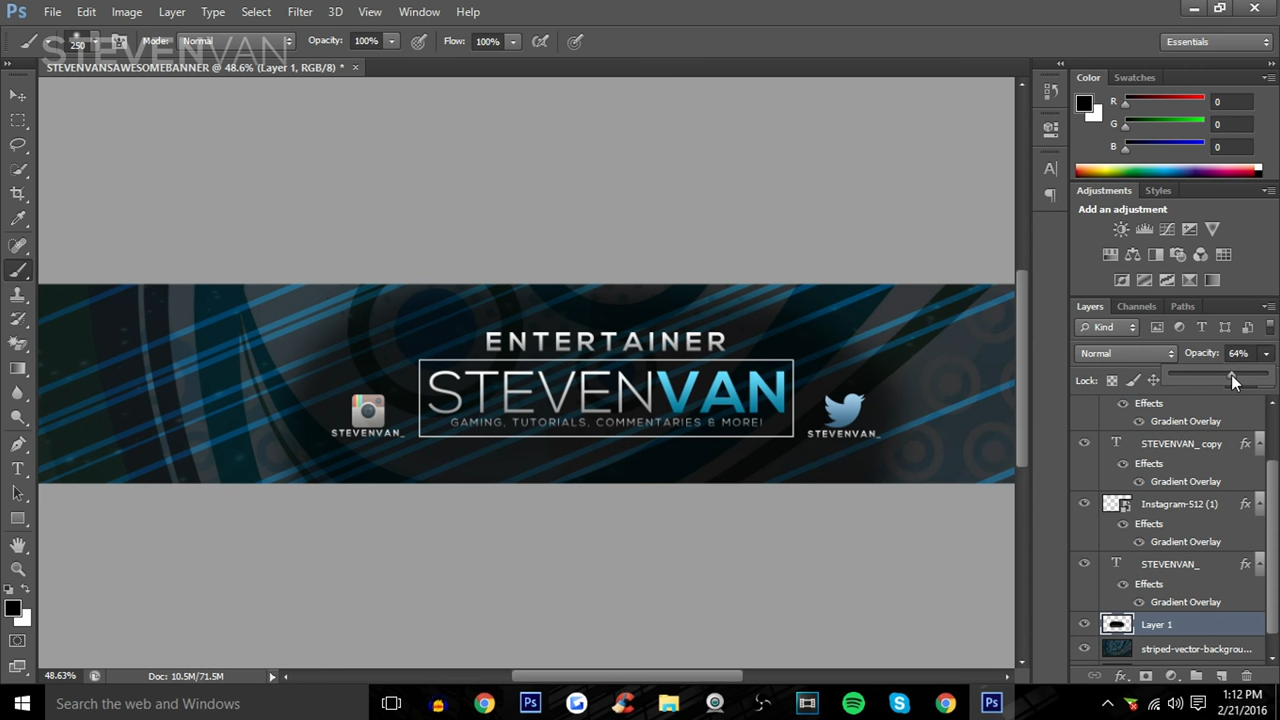 Ps File Edit Image Layer Type Select Filter 3D View Window Help
250 Mode: Normal Opacity: 100% Flow: 100% Essentials
STEVENVAN
STEVENVANSAWESOMEBANNER @ 48.6% (Layer 1, RGB/8) * ×
Color Swatches
R 0
G 0
B 0
Adjustments Styles
Add an adjustment
Layers Channels Paths
Kind
Normal Opacity: 64%
Lock:
Effects
Gradient Overlay
STEVENVAN_ copy fx
Effects
Gradient Overlay
Instagram-512 (1) fx
Effects
Gradient Overlay
STEVENVAN_ fx
Effects
Gradient Overlay
Layer 1
striped-vector-backgrou...
ENTERTAINER
STEVENVAN
GAMING, TUTORIALS, COMMENTARIES & MORE!
STEVENVAN_
STEVENVAN_
48.63% Doc: 10.5M/71.5M
Search the web and Windows
1:12 PM
2/21/2016